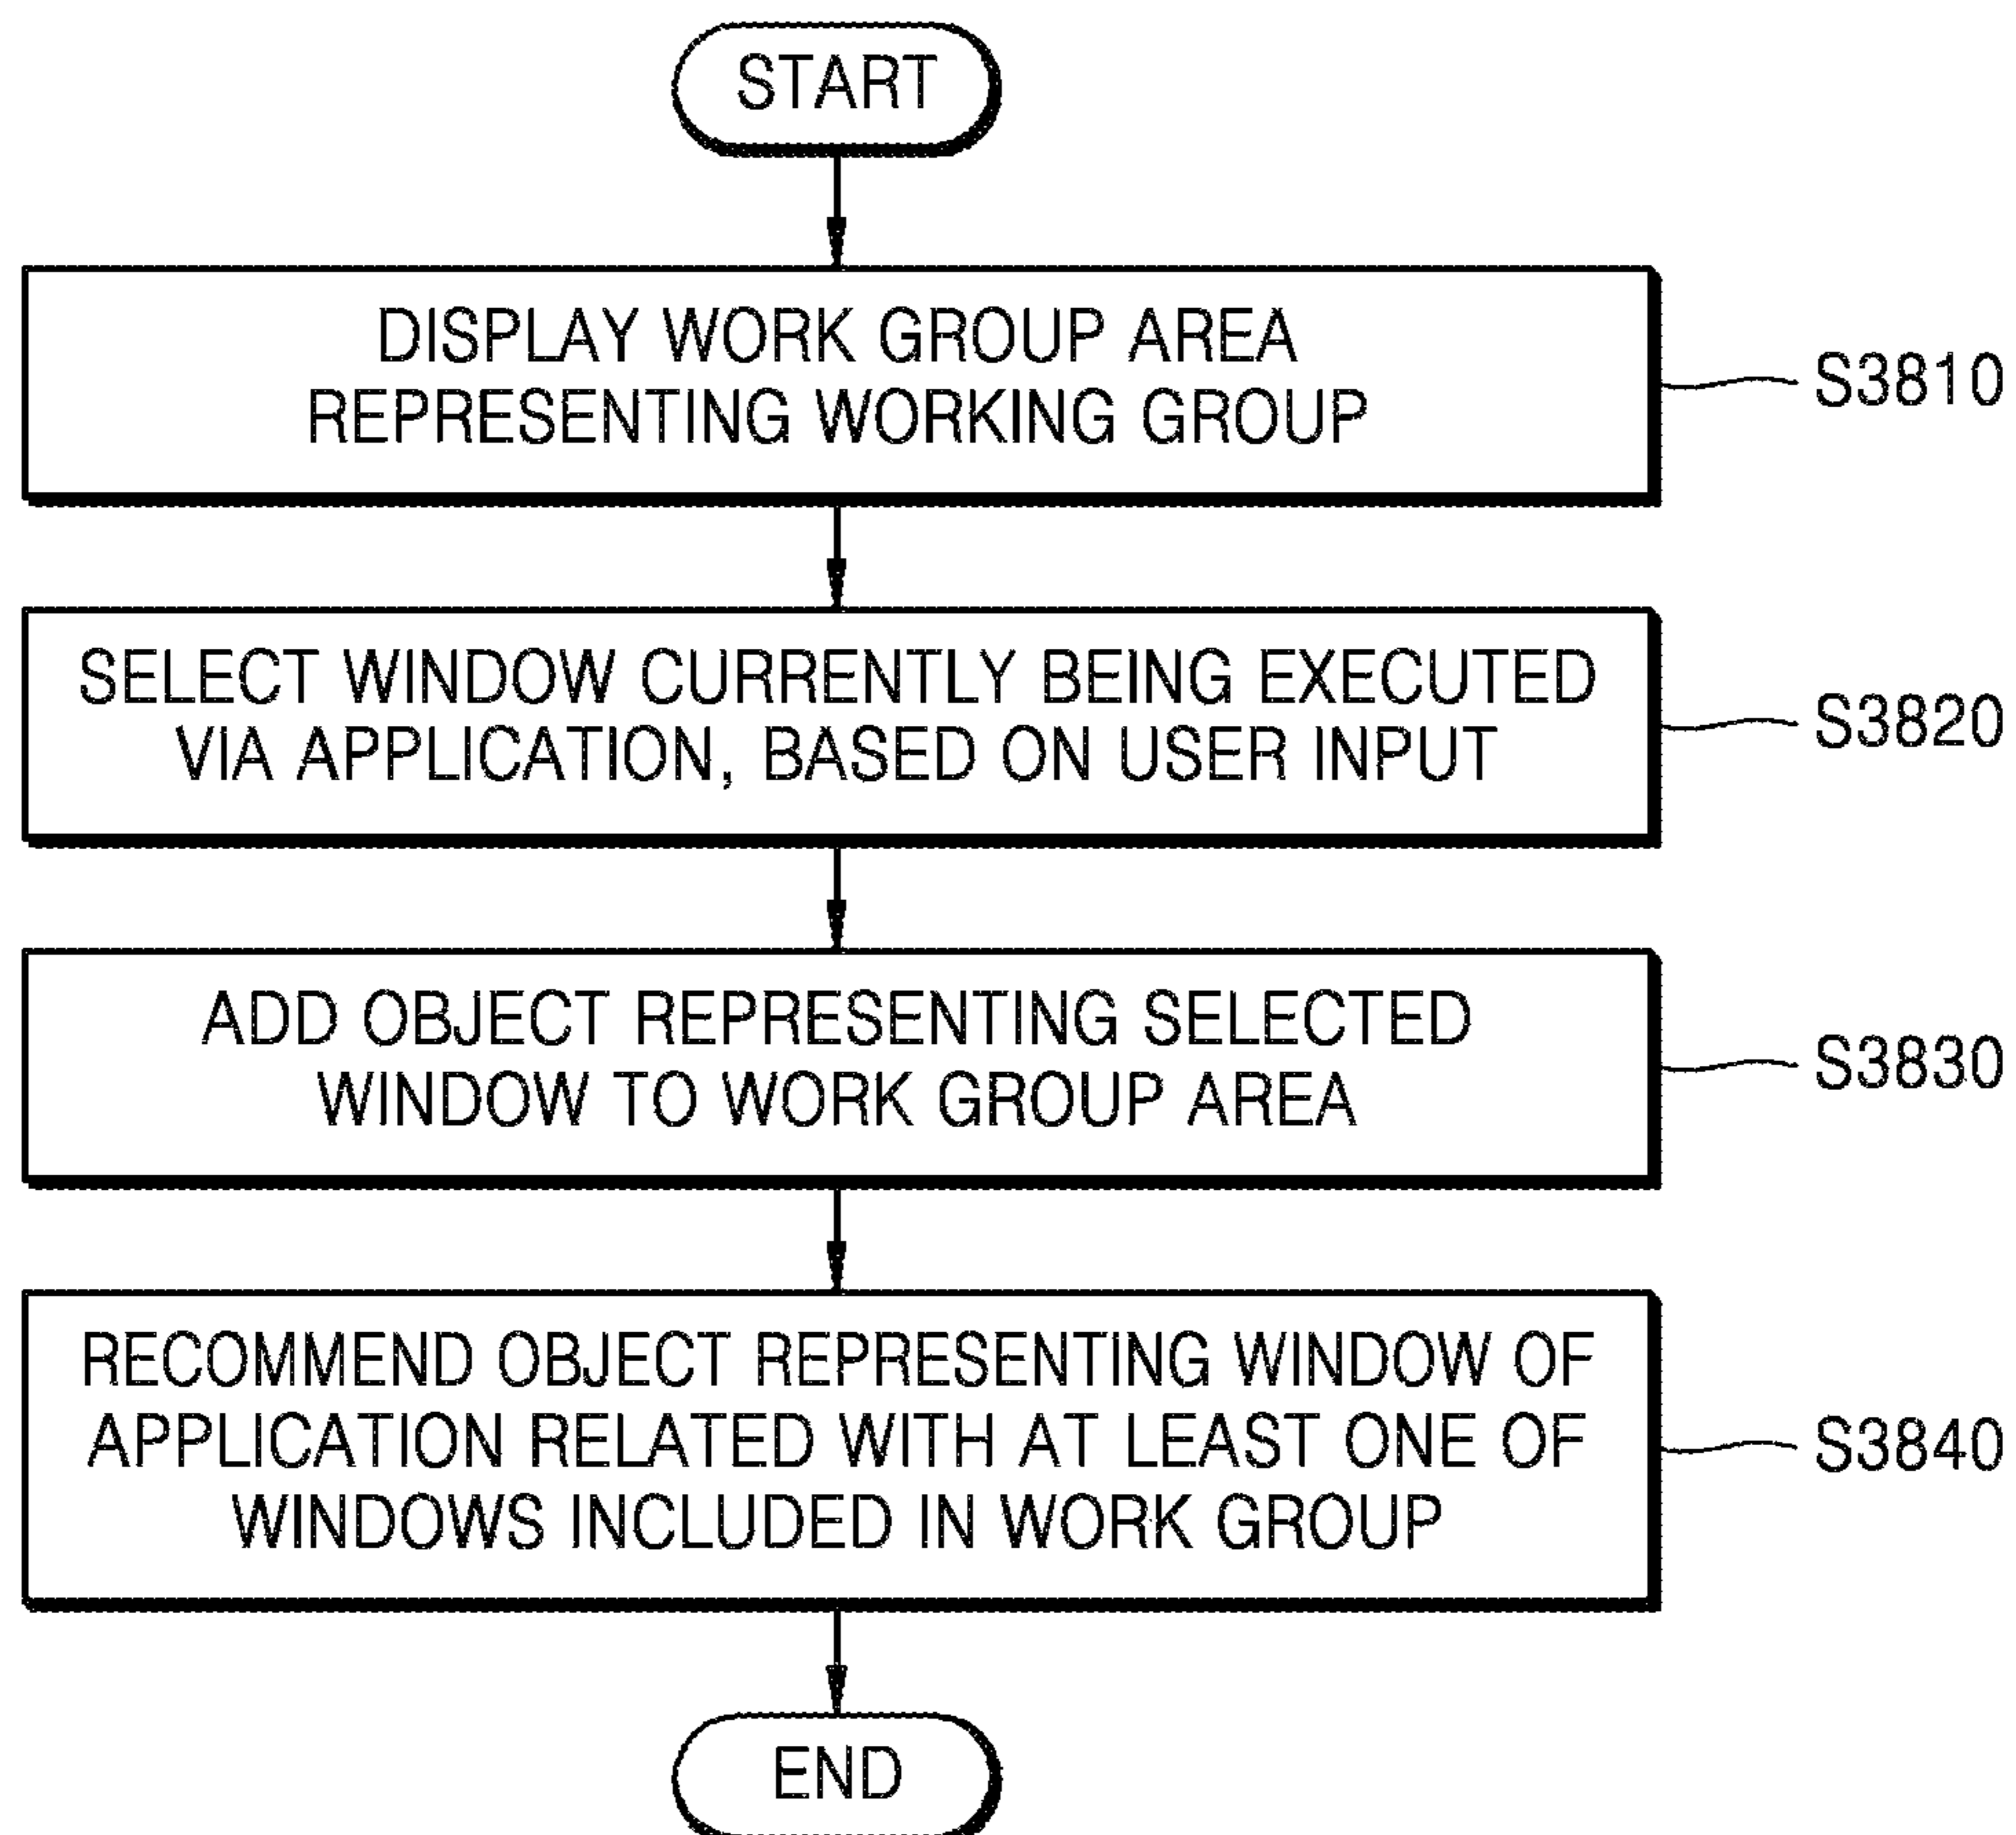 START
DISPLAY WORK GROUP AREA
REPRESENTING WORKING GROUP
S3810
SELECT WINDOW CURRENTLY BEING EXECUTED
VIA APPLICATION, BASED ON USER INPUT
S3820
ADD OBJECT REPRESENTING SELECTED
WINDOW TO WORK GROUP AREA
S3830
RECOMMEND OBJECT REPRESENTING WINDOW OF
APPLICATION RELATED WITH AT LEAST ONE OF
WINDOWS INCLUDED IN WORK GROUP
S3840
END